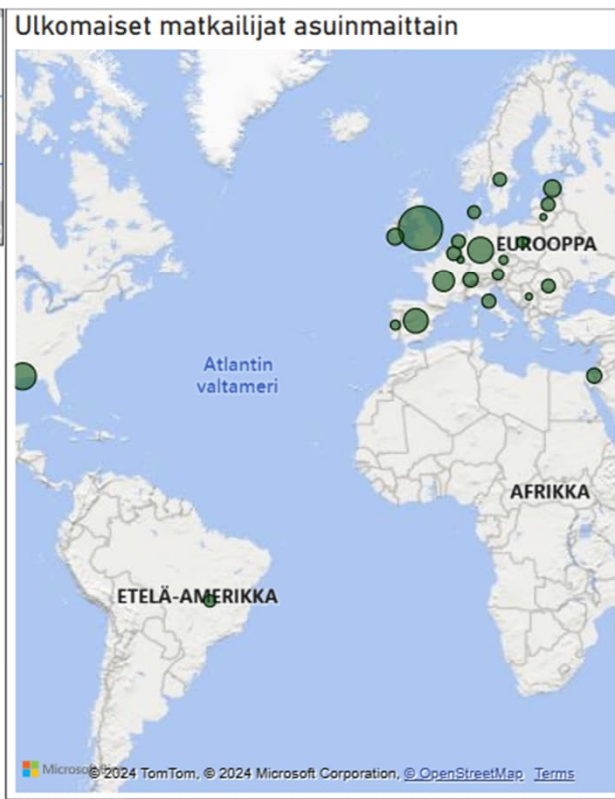 Ulkomaiset matkailijat asuinmaittain
EUROOPPA
Atlantin
valtameri
AFRIKKA
ETELÄ-AMERIKKA
© 2024 TomTom, © 2024 Microsoft Corporation, © OpenStreetMap Terms